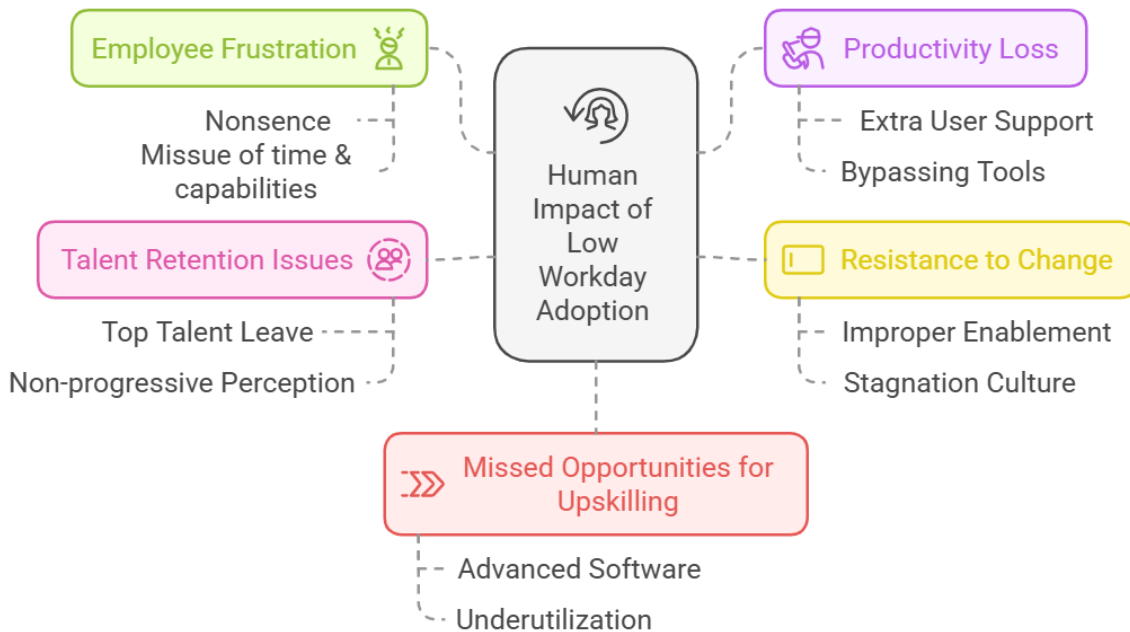 Employee Frustration
Nonsence
Missue of time &
capabilities
Talent Retention Issues
Top Talent Leave
Non-progressive Perception
Human
Impact of
Low
Workday
Adoption
Productivity Loss
Extra User Support
Bypassing Tools
Resistance to Change
Improper Enablement
Stagnation Culture
Missed Opportunities for
Upskilling
Advanced Software
Underutilization